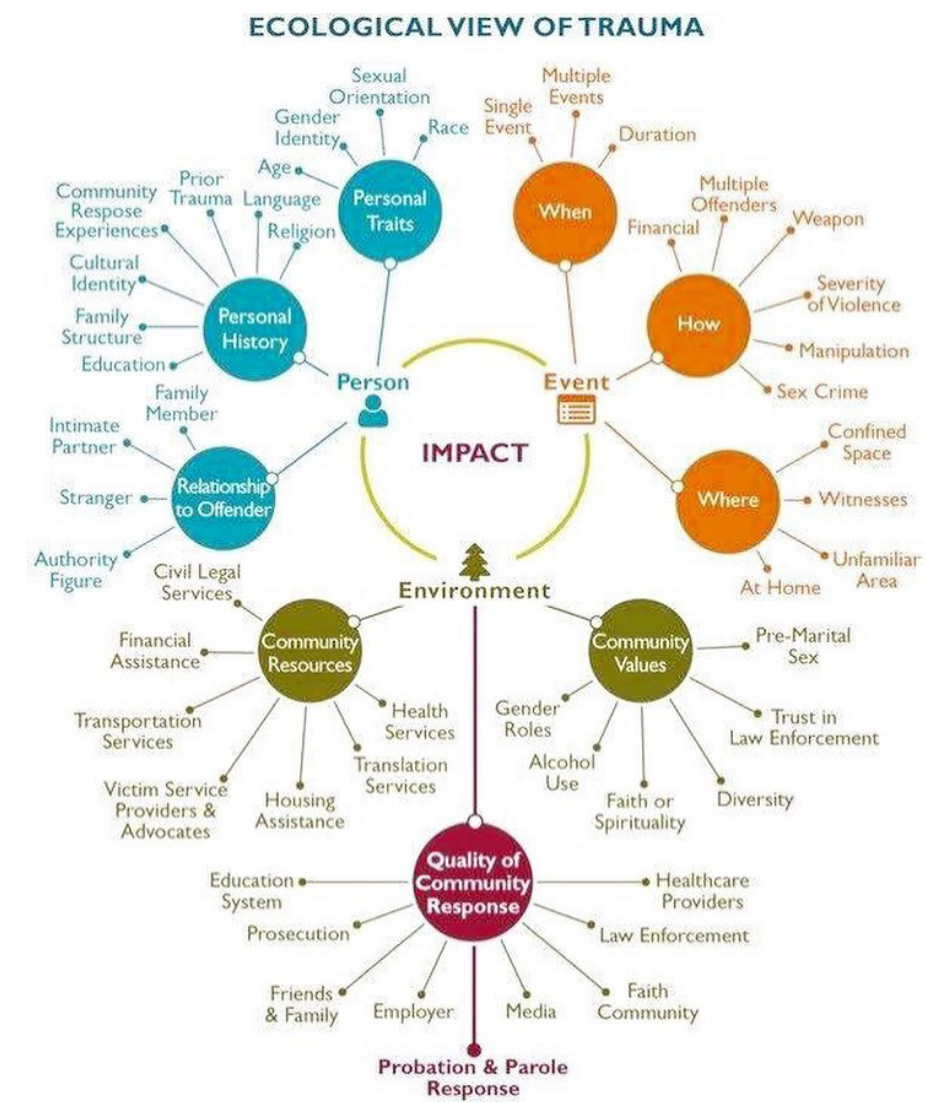 ECOLOGICAL VIEW OF TRAUMA
Sexual
Orientation
Gender
Identity
Race
Age
Personal
Traits
Community
Respose
Experiences
Prior
Trauma
Language
Religion
Cultural
Identity
Family
Structure
Education
Personal
History
Family
Member
Intimate
Partner
Stranger
Authority
Figure
Relationship
to Offender
Person
Single
Event
Multiple
Events
Duration
When
Financial
Multiple
Offenders
Weapon
Severity
of Violence
Manipulation
Sex Crime
How
Event
Confined
Space
Witnesses
Unfamiliar
Area
At Home
Where
IMPACT
Environment
Civil Legal
Services
Financial
Assistance
Transportation
Services
Victim Service
Providers &
Advocates
Housing
Assistance
Translation
Services
Health
Services
Community
Resources
Community
Values
Pre-Marital
Sex
Trust in
Law Enforcement
Diversity
Faith or
Spirituality
Alcohol
Use
Gender
Roles
Quality of
Community
Response
Education
System
Prosecution
Friends
& Family
Employer
Media
Faith
Community
Law Enforcement
Healthcare
Providers
Probation & Parole
Response